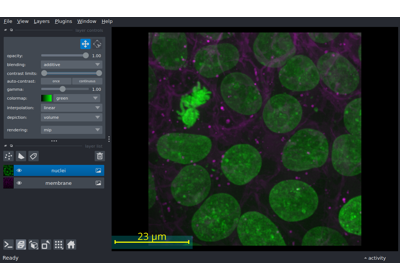 File View Layers Plugins Window Help
opacity: 1.00
blending: additive
contrast limits:
auto-contrast: once continuous
gamma: 1.00
colormap: green
interpolation: linear
depiction: volume
rendering: mip
nuclei
membrane
23 µm
Ready
activity